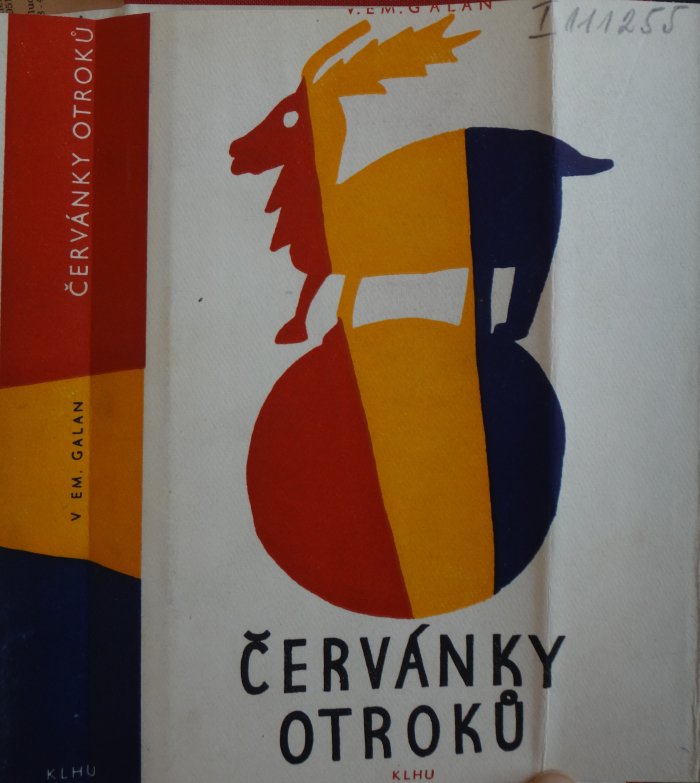 V. EM. GALAN
I 111255
ČERVÁNKY OTROKŮ
V EM. GALAN
KLHU
ČERVÁNKY
OTROKŮ
KLHU